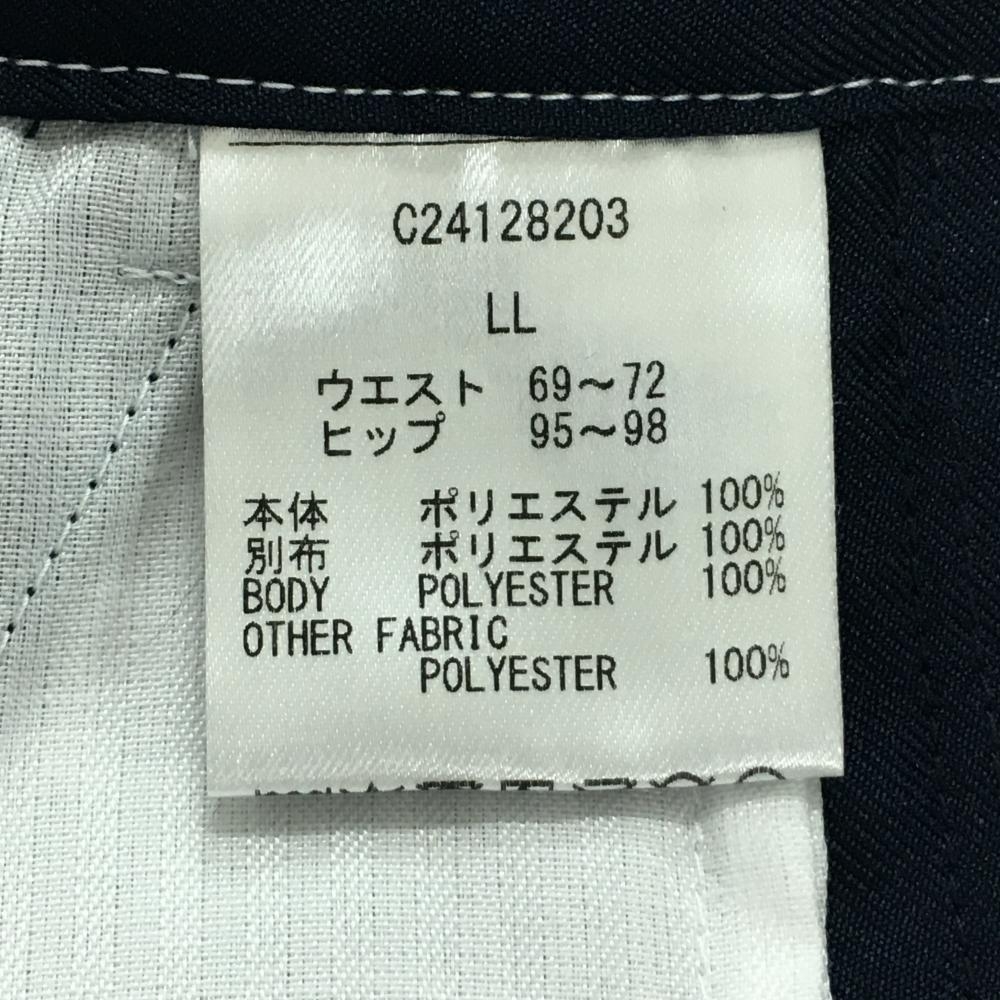 C24128203
LL
ウエスト 69～72
ヒップ 95～98
本体 ポリエステル 100%
別布 ポリエステル 100%
BODY POLYESTER 100%
OTHER FABRIC
POLYESTER 100%